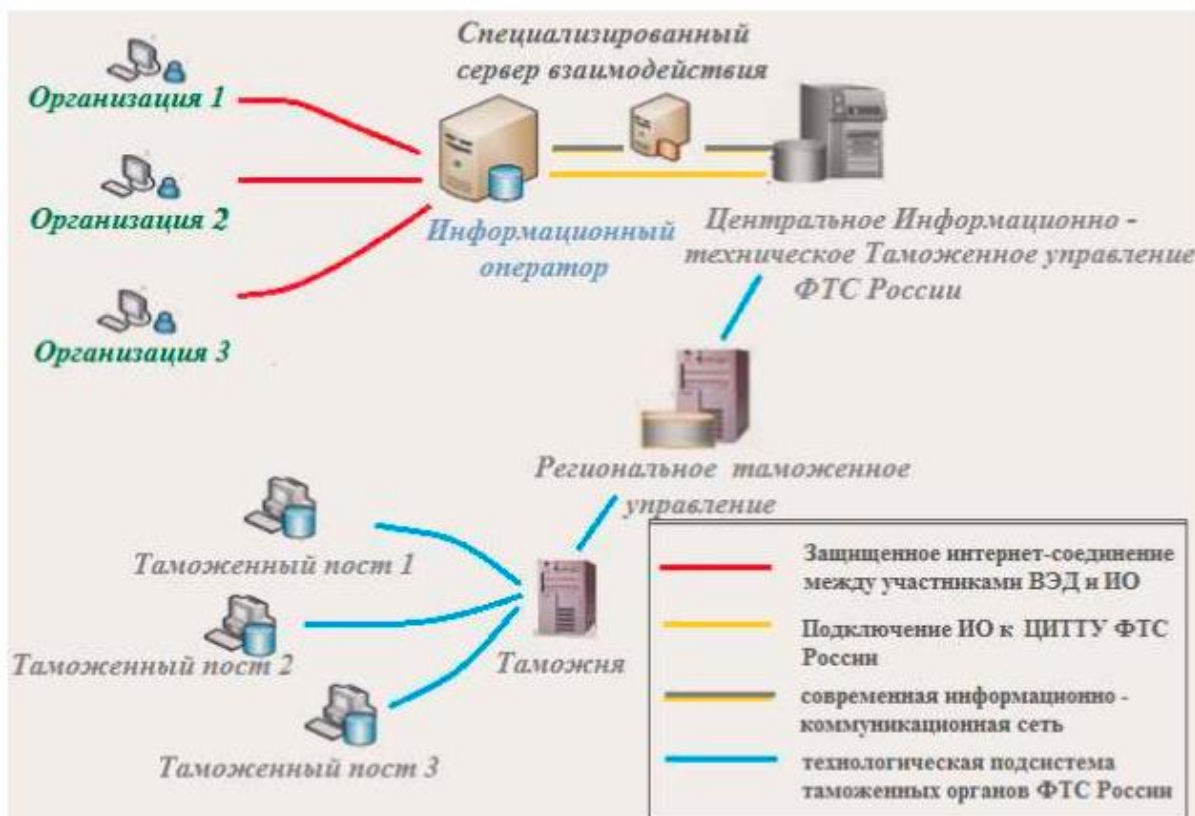 Специализированный
сервер взаимодействия
Организация 1
Организация 2
Организация 3
Информационный
оператор
Центральное Информационно -
техническое Таможенное управление
ФТС России
Региональное таможенное
управление
Таможенный пост 1
Таможенный пост 2
Таможенный пост 3
Таможня
Защищенное интернет-соединение
между участниками ВЭД и ИО
Подключение ИО к ЦИТТУ ФТС
России
современная информационно -
коммуникационная сеть
технологическая подсистема
таможенных органов ФТС России